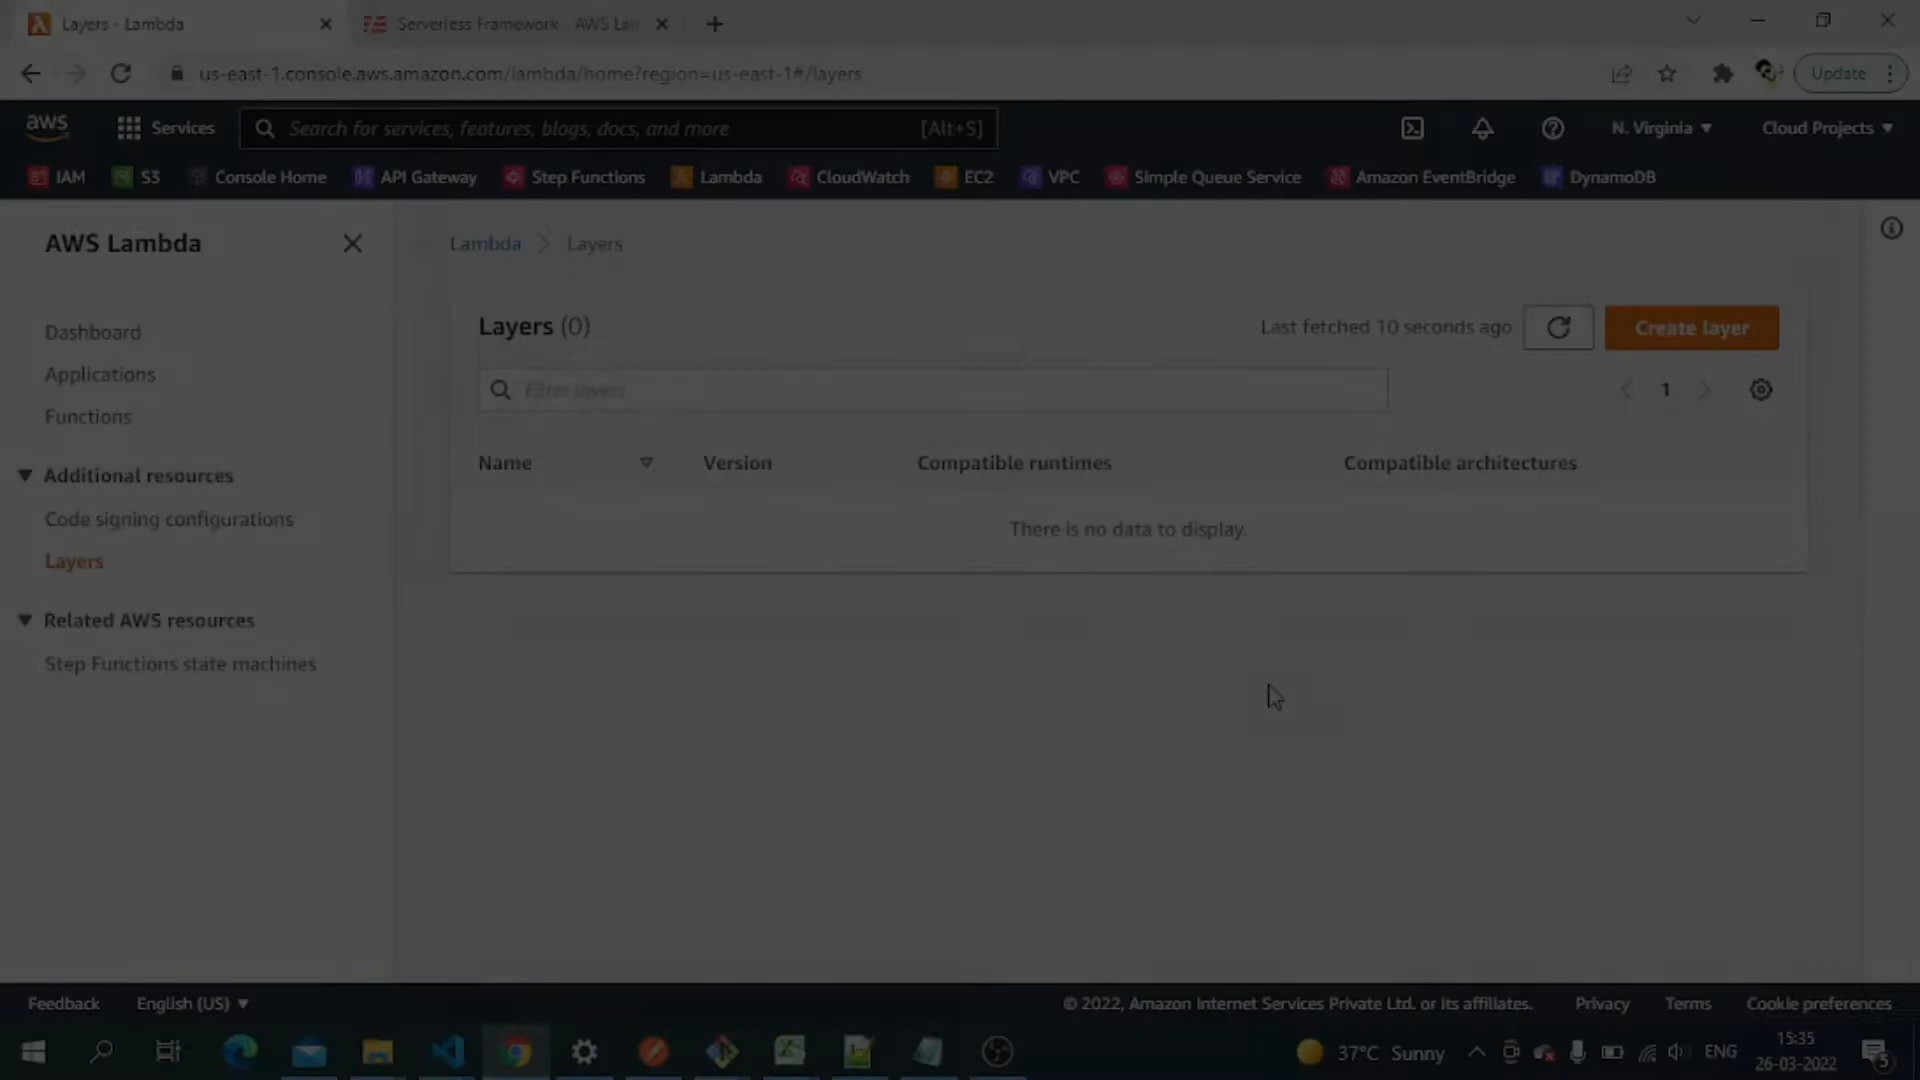 Layers - Lambda
Serverless Framework - AWS La
us-east-1.console.aws.amazon.com/lambda/home?region=us-east-1#/layers
Update
aws
Services
Search for services, features, blogs, docs, and more
[Alt+S]
N. Virginia
Cloud Projects
IAM
S3
Console Home
API Gateway
Step Functions
Lambda
CloudWatch
EC2
VPC
Simple Queue Service
Amazon EventBridge
DynamoDB
AWS Lambda
Dashboard
Applications
Functions
Additional resources
Code signing configurations
Layers
Related AWS resources
Step Functions state machines
Lambda
Layers
Layers (0)
Last fetched 10 seconds ago
Create layer
Filter layers
1
Name
Version
Compatible runtimes
Compatible architectures
There is no data to display.
Feedback
English (US)
© 2022, Amazon Internet Services Private Ltd. or its affiliates.
Privacy
Terms
Cookie preferences
37°C Sunny
ENG
15:35
26-03-2022
5